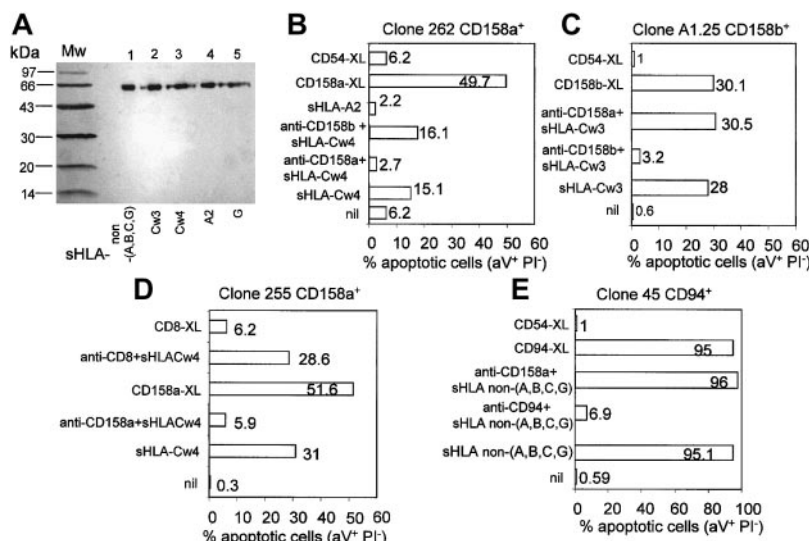 A
kDa Mw 1 2 3 4 5
97
66
43
30
20
14
sHLA- non-(A,B,C,G) Cw3 Cw4 A2 G
B
Clone 262 CD158a+
CD54-XL 6.2
CD158a-XL 49.7
sHLA-A2 2.2
anti-CD158b +
sHLA-Cw4 16.1
anti-CD158a+
sHLA-Cw4 2.7
sHLA-Cw4 15.1
nil 6.2
0 10 20 30 40 50 60
% apoptotic cells (aV+ PI-)
C
Clone A1.25 CD158b+
CD54-XL 1
CD158b-XL 30.1
anti-CD158a+
sHLA-Cw3 30.5
anti-CD158b+
sHLA-Cw3 3.2
sHLA-Cw3 28
nil 0.6
0 10 20 30 40 50 60
% apoptotic cells (aV+ PI-)
D
Clone 255 CD158a+
CD8-XL 6.2
anti-CD8+sHLACw4 28.6
CD158a-XL 51.6
anti-CD158a+sHLACw4 5.9
sHLA-Cw4 31
nil 0.3
0 10 20 30 40 50 60
% apoptotic cells (aV+ PI-)
E
Clone 45 CD94+
CD54-XL 1
CD94-XL 95
anti-CD158a+
sHLA non-(A,B,C,G) 96
anti-CD94+
sHLA non-(A,B,C,G) 6.9
sHLA non-(A,B,C,G) 95.1
nil 0.59
0 20 40 60 80 100
% apoptotic cells (aV+ PI-)